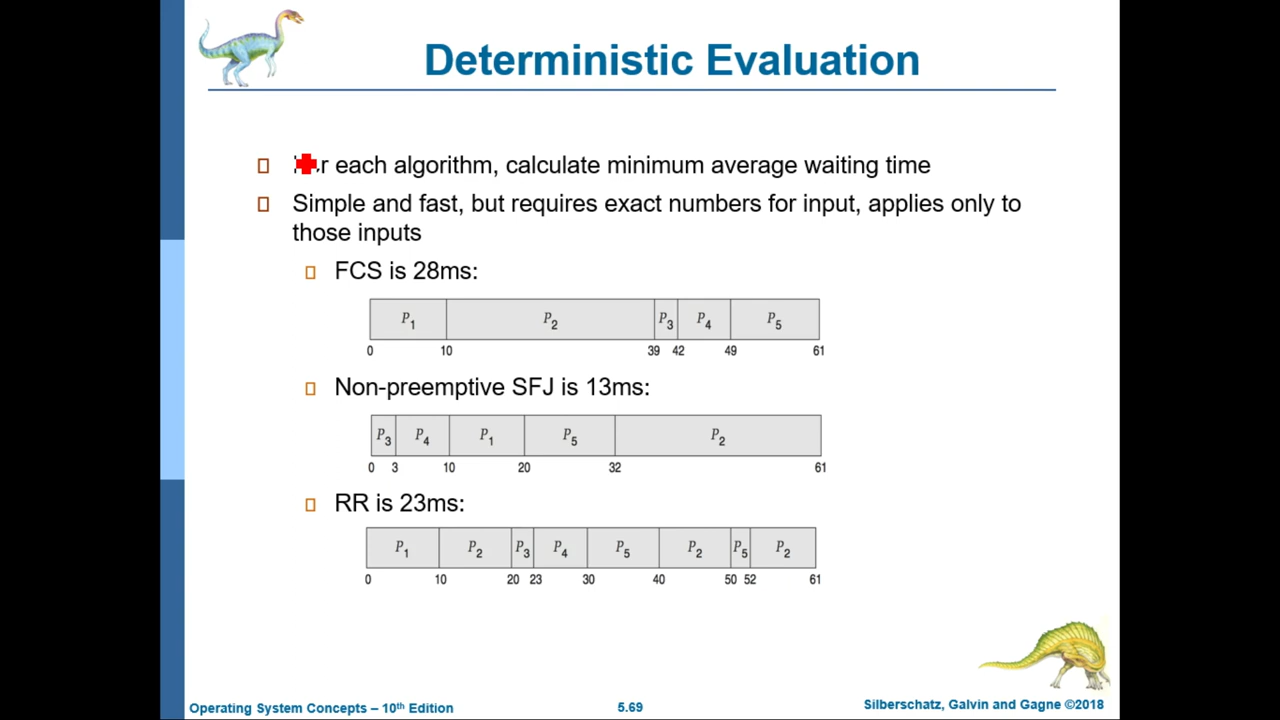 Deterministic Evaluation
each algorithm, calculate minimum average waiting time
Simple and fast, but requires exact numbers for input, applies only to
those inputs
FCS is 28ms:
P1 P2 P3 P4 P5
0 10 39 42 49 61
Non-preemptive SFJ is 13ms:
P3 P4 P1 P5 P2
0 3 10 20 32 61
RR is 23ms:
P1 P2 P3 P4 P5 P2 P5 P2
0 10 20 23 30 40 50 52 61
Operating System Concepts – 10th Edition 5.69 Silberschatz, Galvin and Gagne ©2018